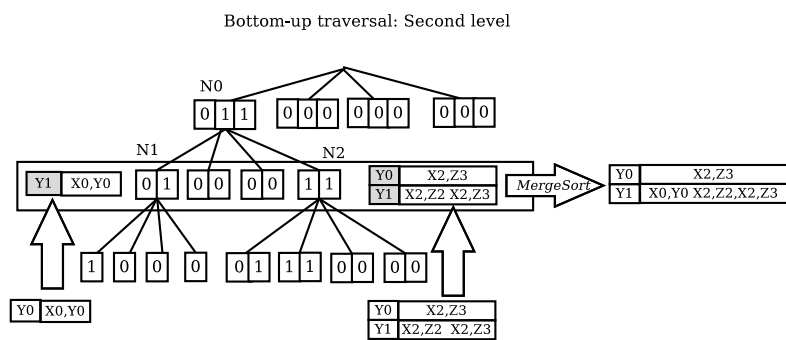 Bottom-up traversal: Second level
N0
0 1 1
0 0 0
0 0 0
0 0 0
N1
N2
Y1 X0,Y0
0 1
0 0
0 0
1 1
Y0 X2,Z3
Y1 X2,Z2 X2,Z3
MergeSort
Y0 X2,Z3
Y1 X0,Y0 X2,Z2,X2,Z3
1
0
0
0
0 1
1 1
0 0
0 0
Y0 X0,Y0
Y0 X2,Z3
Y1 X2,Z2 X2,Z3